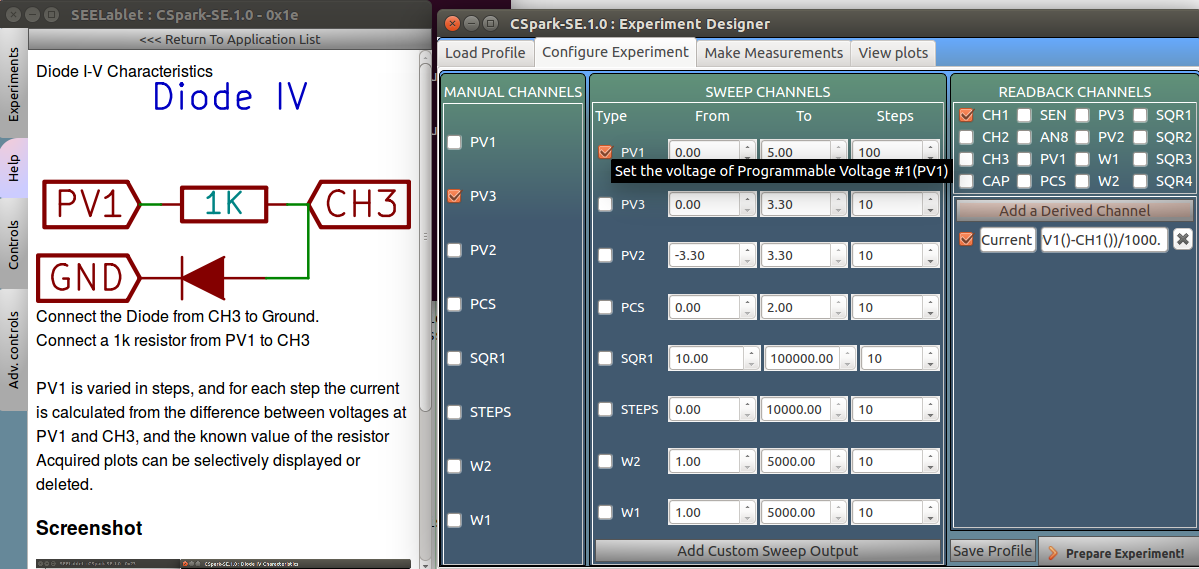 SEELablet : CSpark-SE.1.0 - 0x1e
<<< Return To Application List
Experiments
Help
Controls
Adv. controls
Diode I-V Characteristics
Diode IV
PV1 1K CH3
GND
Connect the Diode from CH3 to Ground.
Connect a 1k resistor from PV1 to CH3
PV1 is varied in steps, and for each step the current
is calculated from the difference between voltages at
PV1 and CH3, and the known value of the resistor
Acquired plots can be selectively displayed or
deleted.
Screenshot
CSpark-SE.1.0 : Diode IV Characteristics
CSpark-SE.1.0 : Experiment Designer
Load Profile Configure Experiment Make Measurements View plots
MANUAL CHANNELS
PV1
PV3
PV2
PCS
SQR1
STEPS
W2
W1
SWEEP CHANNELS
Type From To Steps
PV1 0.00 5.00 100
Set the voltage of Programmable Voltage #1(PV1)
PV3 0.00 3.30 10
PV2 -3.30 3.30 10
PCS 0.00 2.00 10
SQR1 10.00 100000.00 10
STEPS 0.00 10000.00 10
W2 1.00 5000.00 10
W1 1.00 5000.00 10
Add Custom Sweep Output
READBACK CHANNELS
CH1 SEN PV3 SQR1
CH2 AN8 PV2 SQR2
CH3 PV1 W1 SQR3
CAP PCS W2 SQR4
Add a Derived Channel
Current V1()-CH1())/1000.
Save Profile Prepare Experiment!